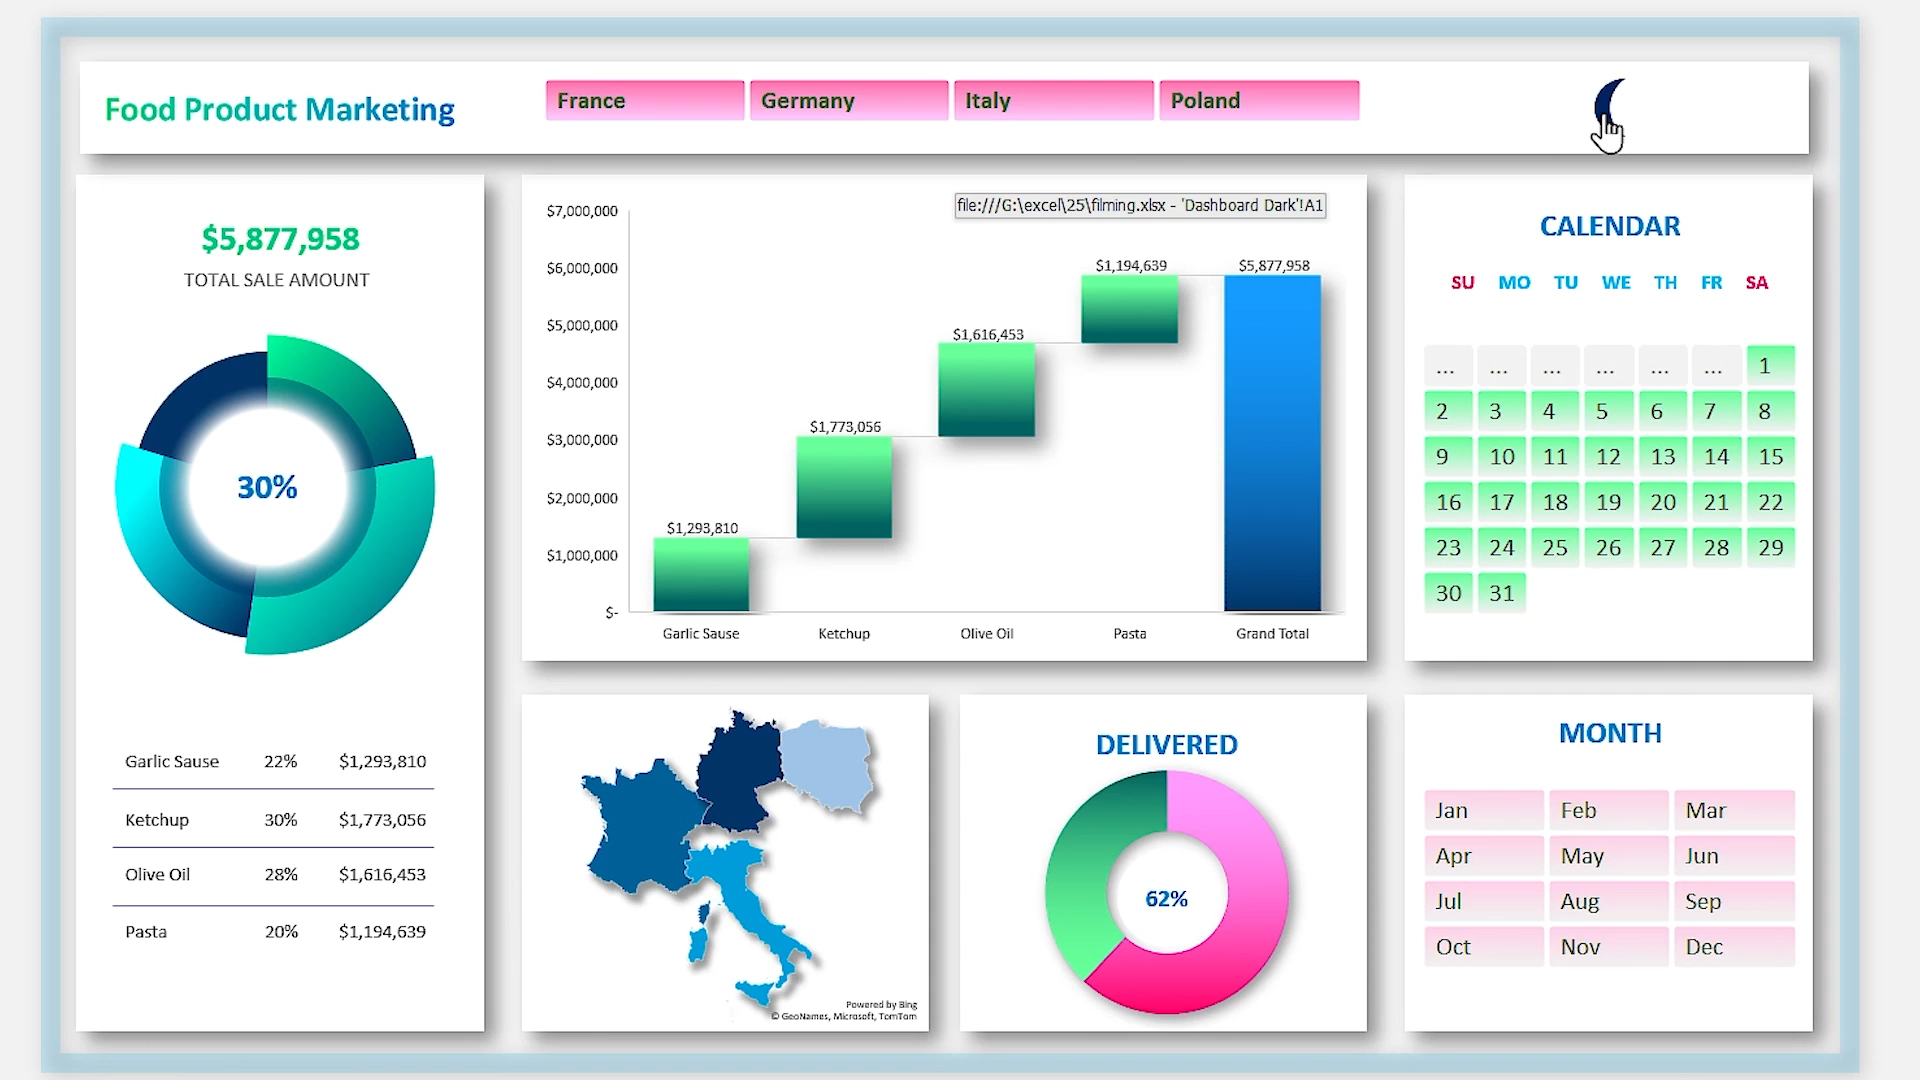 Food Product Marketing
France Germany Italy Poland
$5,877,958
TOTAL SALE AMOUNT
30%
Garlic Sause 22% $1,293,810
Ketchup 30% $1,773,056
Olive Oil 28% $1,616,453
Pasta 20% $1,194,639
file:///G:\excel\25\filming.xlsx - 'Dashboard Dark'!A1
$7,000,000
$6,000,000
$5,000,000
$4,000,000
$3,000,000
$2,000,000
$1,000,000
$-
$1,293,810
$1,773,056
$1,616,453
$1,194,639
$5,877,958
Garlic Sause Ketchup Olive Oil Pasta Grand Total
CALENDAR
SU MO TU WE TH FR SA
... ... ... ... ... ... 1
2 3 4 5 6 7 8
9 10 11 12 13 14 15
16 17 18 19 20 21 22
23 24 25 26 27 28 29
30 31
Powered by Bing
© GeoNames, Microsoft, TomTom
DELIVERED
62%
MONTH
Jan Feb Mar
Apr May Jun
Jul Aug Sep
Oct Nov Dec